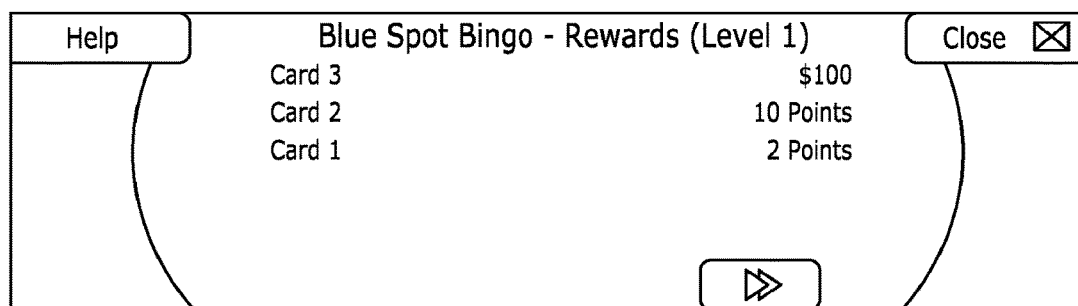 Help
Blue Spot Bingo - Rewards (Level 1)
Close
Card 3 $100
Card 2 10 Points
Card 1 2 Points